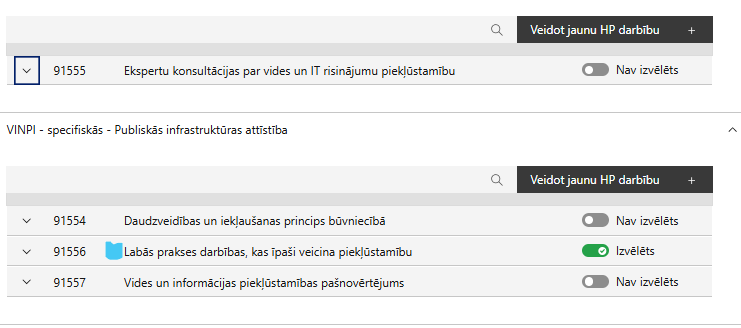 Veidot jaunu HP darbību +
91555 Ekspertu konsultācijas par vides un IT risinājumu piekļūstamību Nav izvēlēts
VINPI - specifiskās - Publiskās infrastruktūras attīstība
Veidot jaunu HP darbību +
91554 Daudzveidības un iekļaušanas princips būvniecībā Nav izvēlēts
91556 Labās prakses darbības, kas īpaši veicina piekļūstamību Izvēlēts
91557 Vides un informācijas piekļūstamības pašnovērtējums Nav izvēlēts